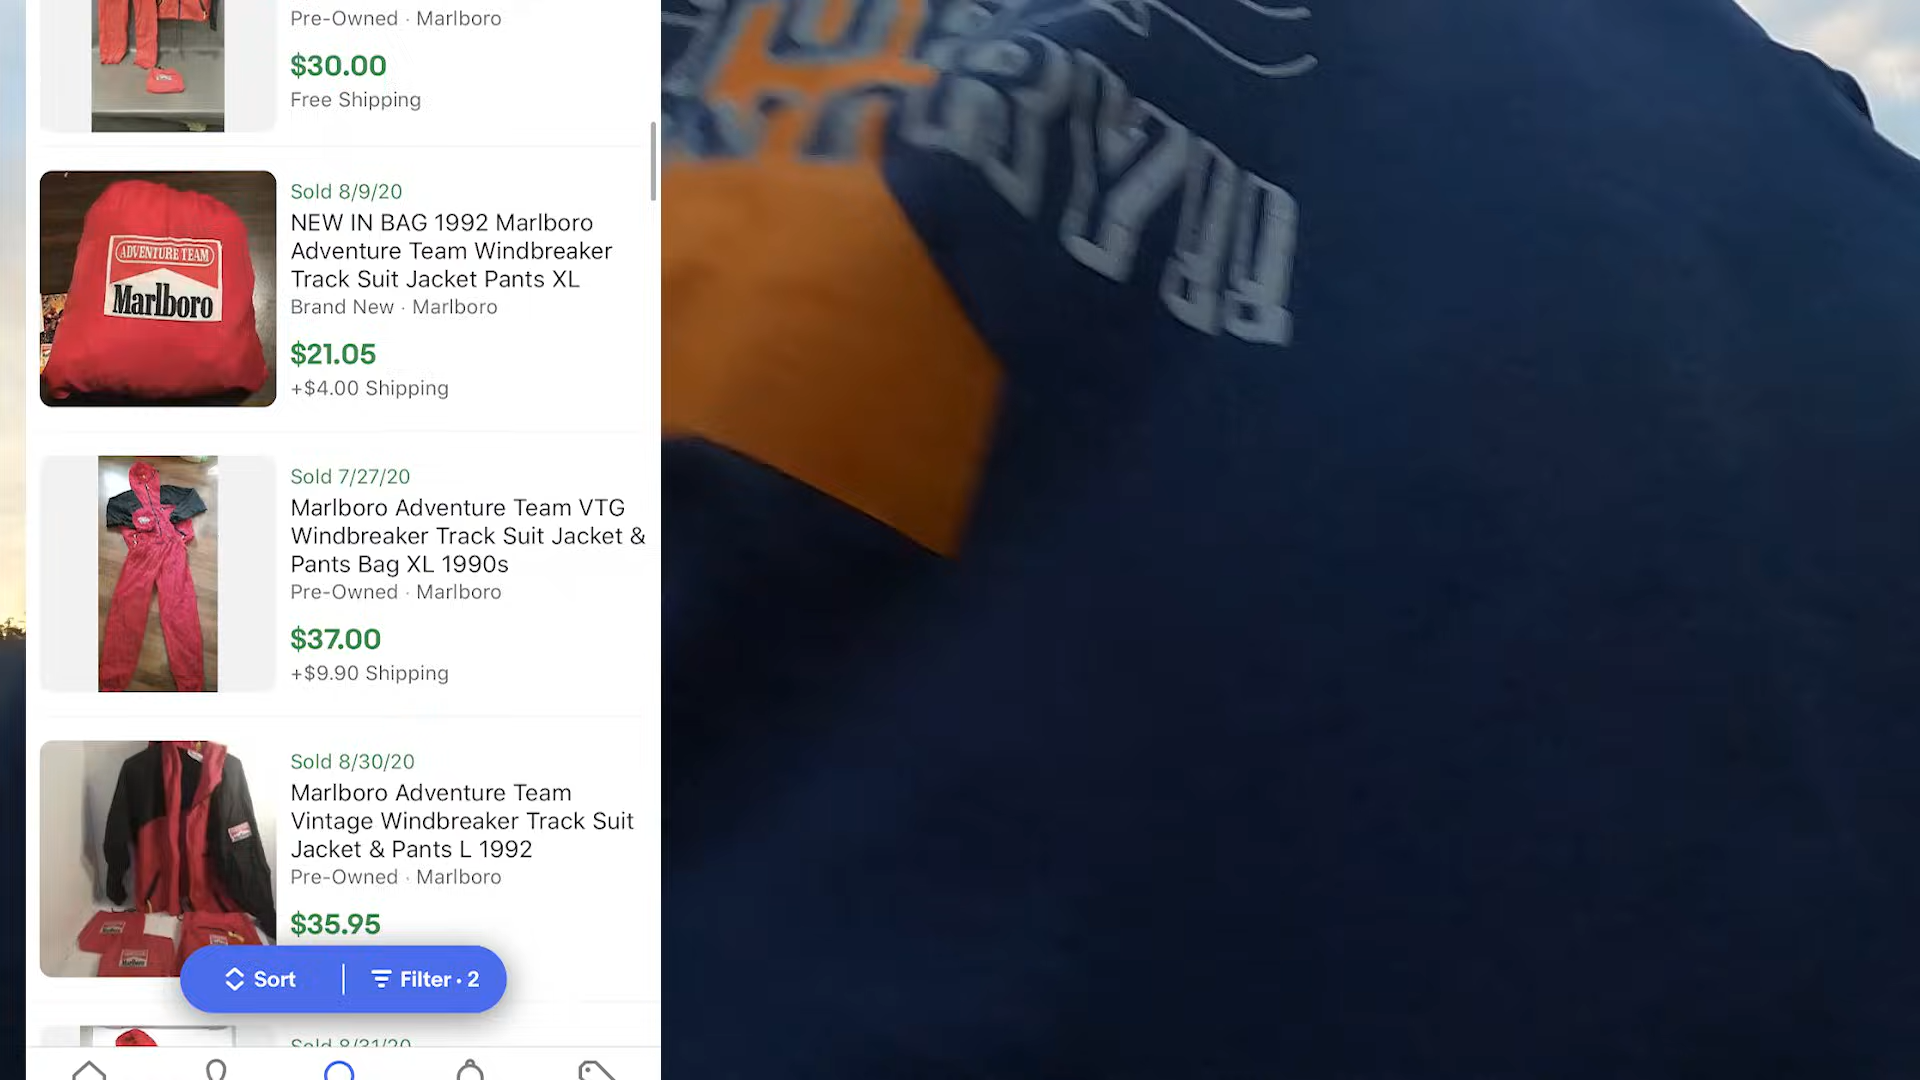 Pre-Owned · Marlboro
$30.00
Free Shipping
ADVENTURE TEAM
Marlboro
Sold 8/9/20
NEW IN BAG 1992 Marlboro
Adventure Team Windbreaker
Track Suit Jacket Pants XL
Brand New · Marlboro
$21.05
+$4.00 Shipping
Sold 7/27/20
Marlboro Adventure Team VTG
Windbreaker Track Suit Jacket &
Pants Bag XL 1990s
Pre-Owned · Marlboro
$37.00
+$9.90 Shipping
Sold 8/30/20
Marlboro Adventure Team
Vintage Windbreaker Track Suit
Jacket & Pants L 1992
Pre-Owned · Marlboro
$35.95
Sort
Filter · 2
Sold 8/31/20